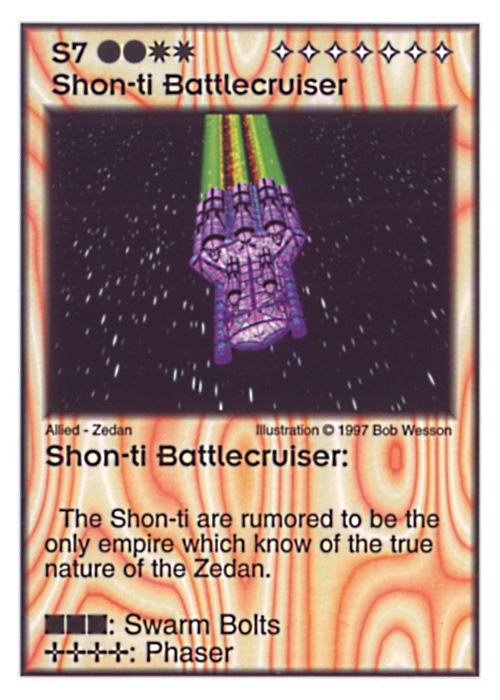 S7 ●●✷✷ ✧✧✧✧✧✧✧
Shon-ti Battlecruiser
Allied - Zedan Illustration © 1997 Bob Wesson
Shon-ti Battlecruiser:
The Shon-ti are rumored to be the
only empire which know of the true
nature of the Zedan.
■■■: Swarm Bolts
✢✢✢✢: Phaser